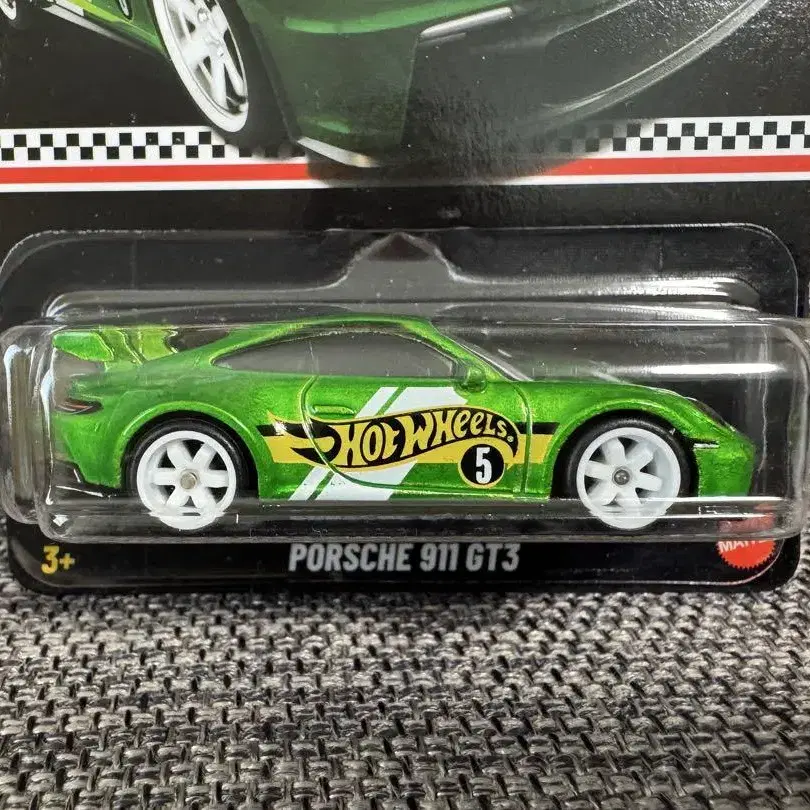 HOT WHEELS®
5
3+
PORSCHE 911 GT3